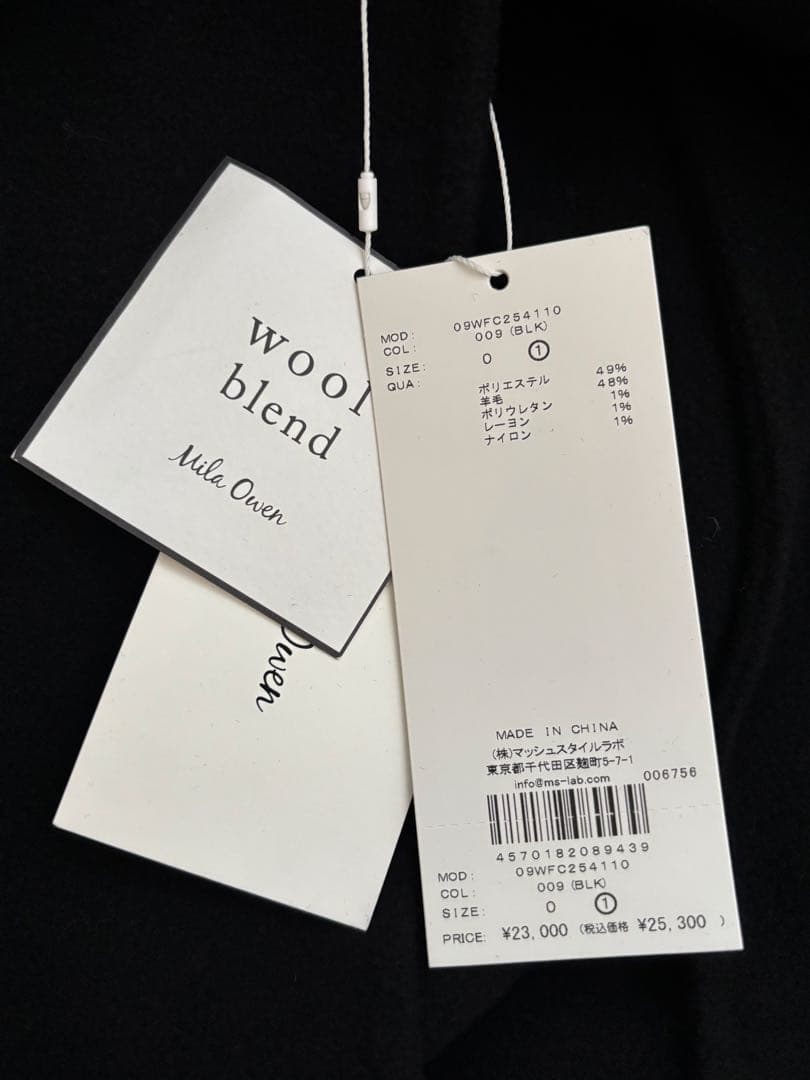 wool
blend
Mila Owen
Owen
MOD: 09WFC254110
COL: 009 (BLK)
SIZE: 0 ①
QUA: ポリエステル 49%
羊毛 48%
ポリウレタン 1%
レーヨン 1%
ナイロン 1%
MADE IN CHINA
(株)マッシュスタイルラボ
東京都千代田区麹町5-7-1
info@ms-lab.com 006756
4570182089439
MOD: 09WFC254110
COL: 009 (BLK)
SIZE: 0 ①
PRICE: ¥23,000 (税込価格 ¥25,300 )